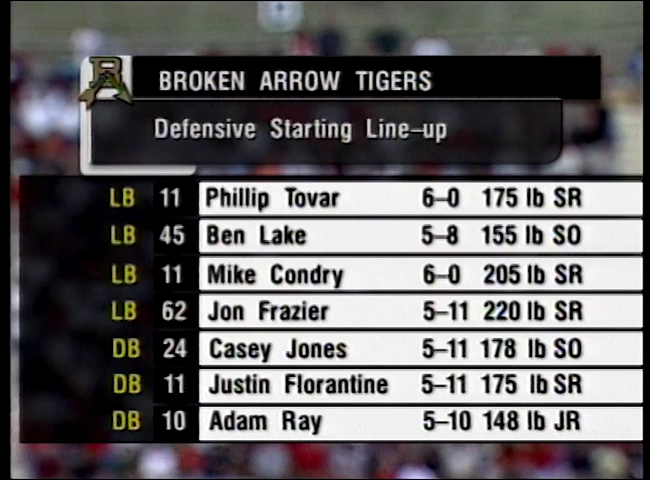 BA
BROKEN ARROW TIGERS
Defensive Starting Line-up
LB 11 Phillip Tovar 6-0 175 lb SR
LB 45 Ben Lake 5-8 155 lb SO
LB 11 Mike Condry 6-0 205 lb SR
LB 62 Jon Frazier 5-11 220 lb SR
DB 24 Casey Jones 5-11 178 lb SO
DB 11 Justin Florantine 5-11 175 lb SR
DB 10 Adam Ray 5-10 148 lb JR